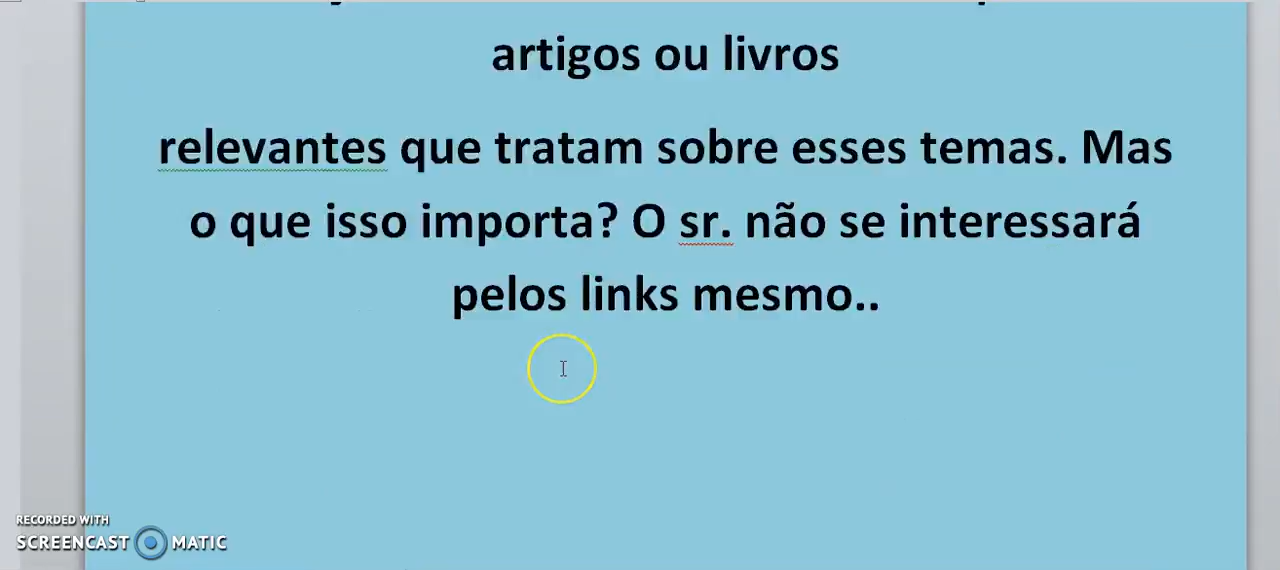 artigos ou livros
relevantes que tratam sobre esses temas. Mas
o que isso importa? O sr. não se interessará
pelos links mesmo..
RECORDED WITH
SCREENCAST MATIC